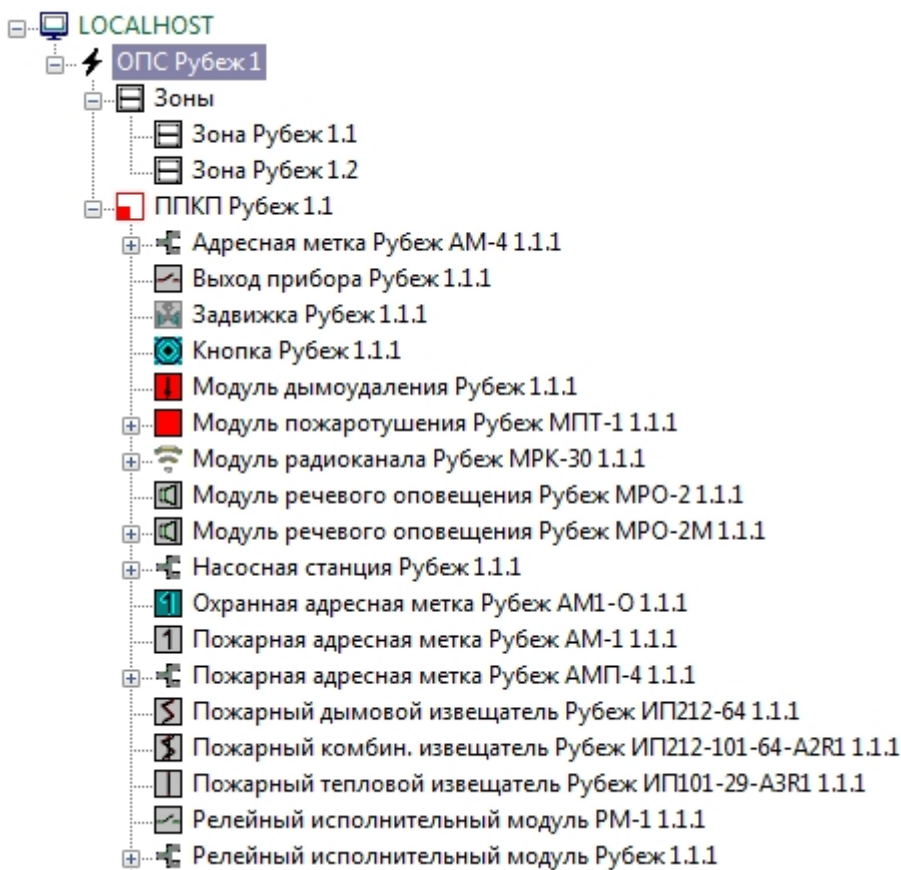 LOCALHOST
ОПС Рубеж 1
Зоны
Зона Рубеж 1.1
Зона Рубеж 1.2
ППКП Рубеж 1.1
Адресная метка Рубеж АМ-4 1.1.1
Выход прибора Рубеж 1.1.1
Задвижка Рубеж 1.1.1
Кнопка Рубеж 1.1.1
Модуль дымоудаления Рубеж 1.1.1
Модуль пожаротушения Рубеж МПТ-1 1.1.1
Модуль радиоканала Рубеж МРК-30 1.1.1
Модуль речевого оповещения Рубеж МРО-2 1.1.1
Модуль речевого оповещения Рубеж МРО-2М 1.1.1
Насосная станция Рубеж 1.1.1
Охранная адресная метка Рубеж АМ1-О 1.1.1
Пожарная адресная метка Рубеж АМ-1 1.1.1
Пожарная адресная метка Рубеж АМП-4 1.1.1
Пожарный дымовой извещатель Рубеж ИП212-64 1.1.1
Пожарный комбин. извещатель Рубеж ИП212-101-64-A2R1 1.1.1
Пожарный тепловой извещатель Рубеж ИП101-29-A3R1 1.1.1
Релейный исполнительный модуль РМ-1 1.1.1
Релейный исполнительный модуль Рубеж 1.1.1